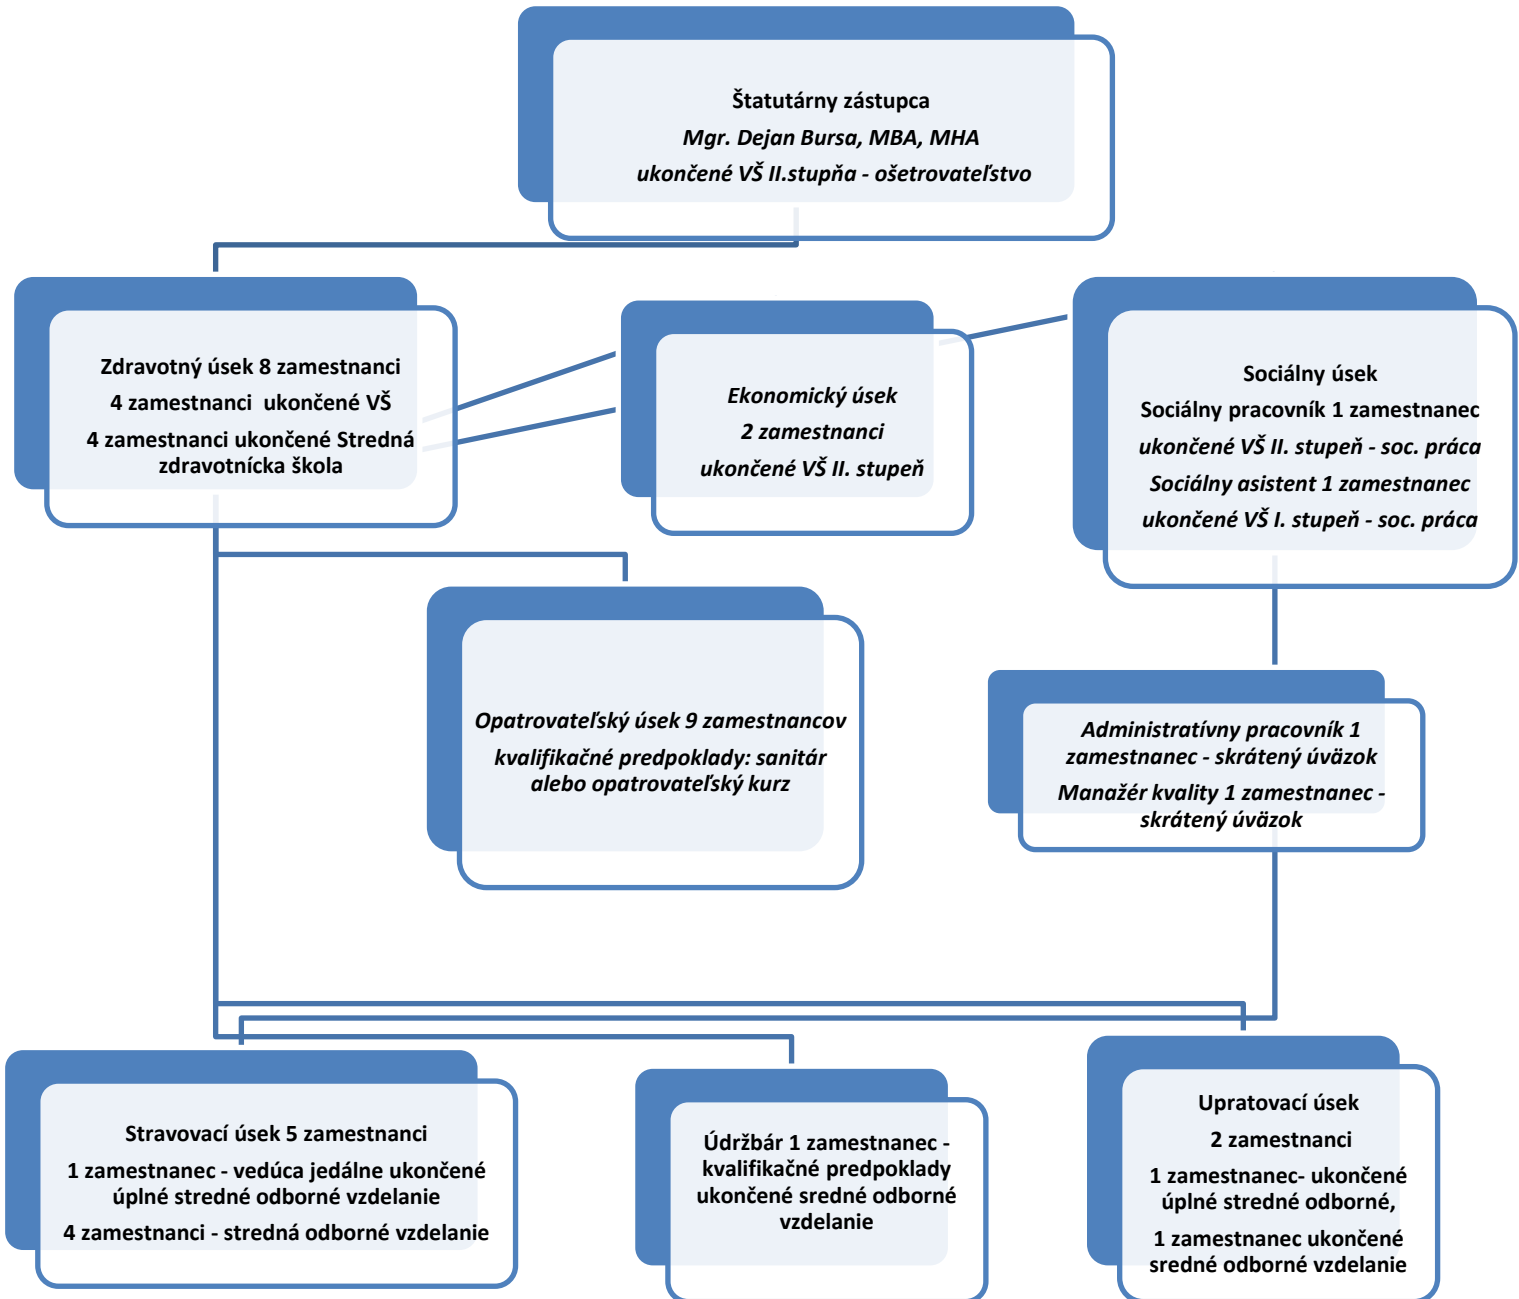 Štatutárny zástupca
Mgr. Dejan Bursa, MBA, MHA
ukončené VŠ II.stupňa - ošetrovateľstvo
Zdravotný úsek 8 zamestnanci
4 zamestnanci ukončené VŠ
4 zamestnanci ukončené Stredná
zdravotnícka škola
Ekonomický úsek
2 zamestnanci
ukončené VŠ II. stupeň
Sociálny úsek
Sociálny pracovník 1 zamestnanec
ukončené VŠ II. stupeň - soc. práca
Sociálny asistent 1 zamestnanec
ukončené VŠ I. stupeň - soc. práca
Opatrovateľský úsek 9 zamestnancov
kvalifikačné predpoklady: sanitár
alebo opatrovateľský kurz
Administratívny pracovník 1
zamestnanec - skrátený úväzok
Manažér kvality 1 zamestnanec -
skrátený úväzok
Stravovací úsek 5 zamestnanci
1 zamestnanec - vedúca jedálne ukončené
úplné stredné odborné vzdelanie
4 zamestnanci - stredná odborné vzdelanie
Údržbár 1 zamestnanec -
kvalifikačné predpoklady
ukončené sredné odborné
vzdelanie
Upratovací úsek
2 zamestnanci
1 zamestnanec- ukončené
úplné stredné odborné,
1 zamestnanec ukončené
sredné odborné vzdelanie